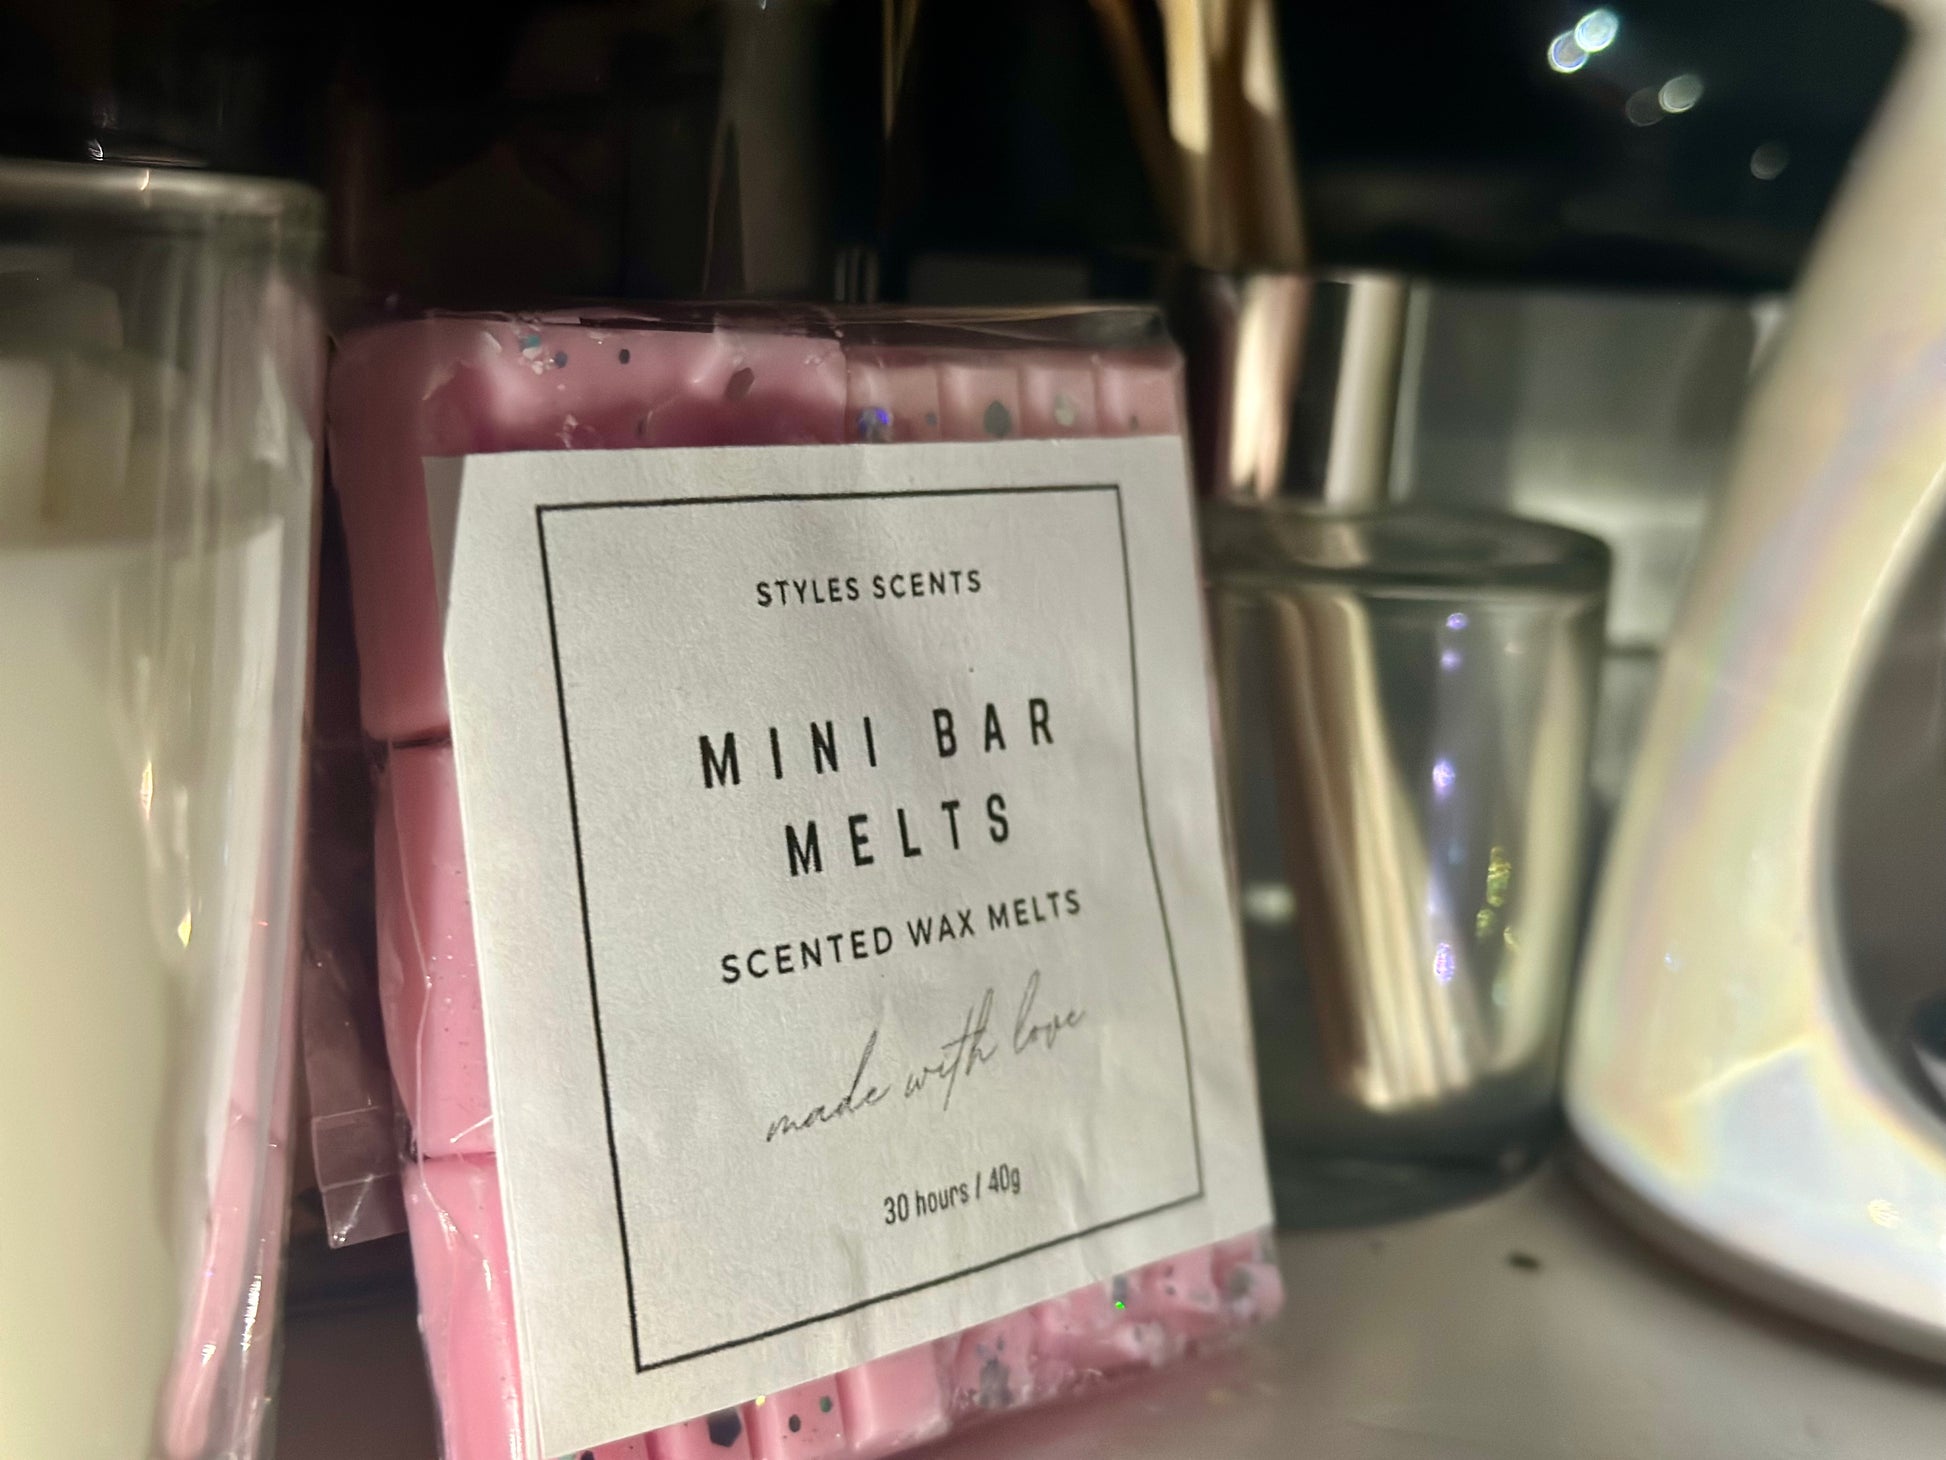 STYLES SCENTS
MINI BAR
MELTS
SCENTED WAX MELTS
made with love
30 hours / 40g